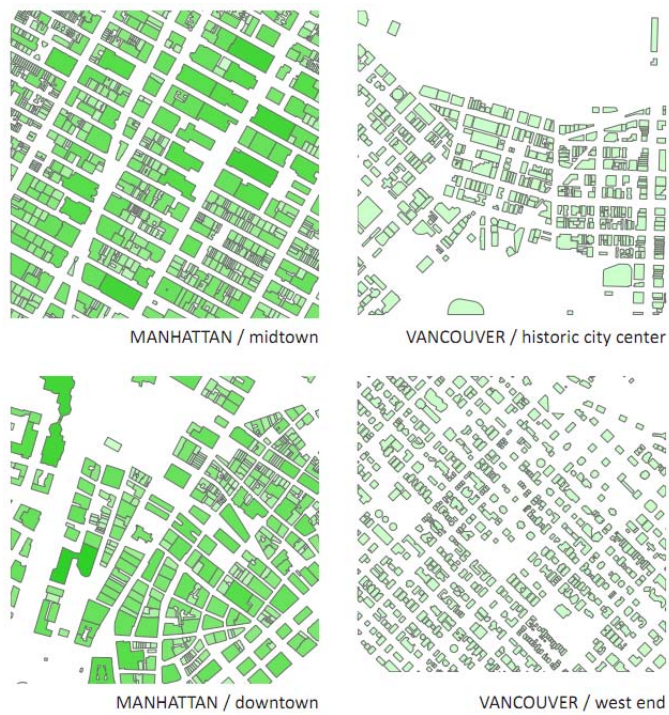 MANHATTAN / midtown
VANCOUVER / historic city center
MANHATTAN / downtown
VANCOUVER / west end